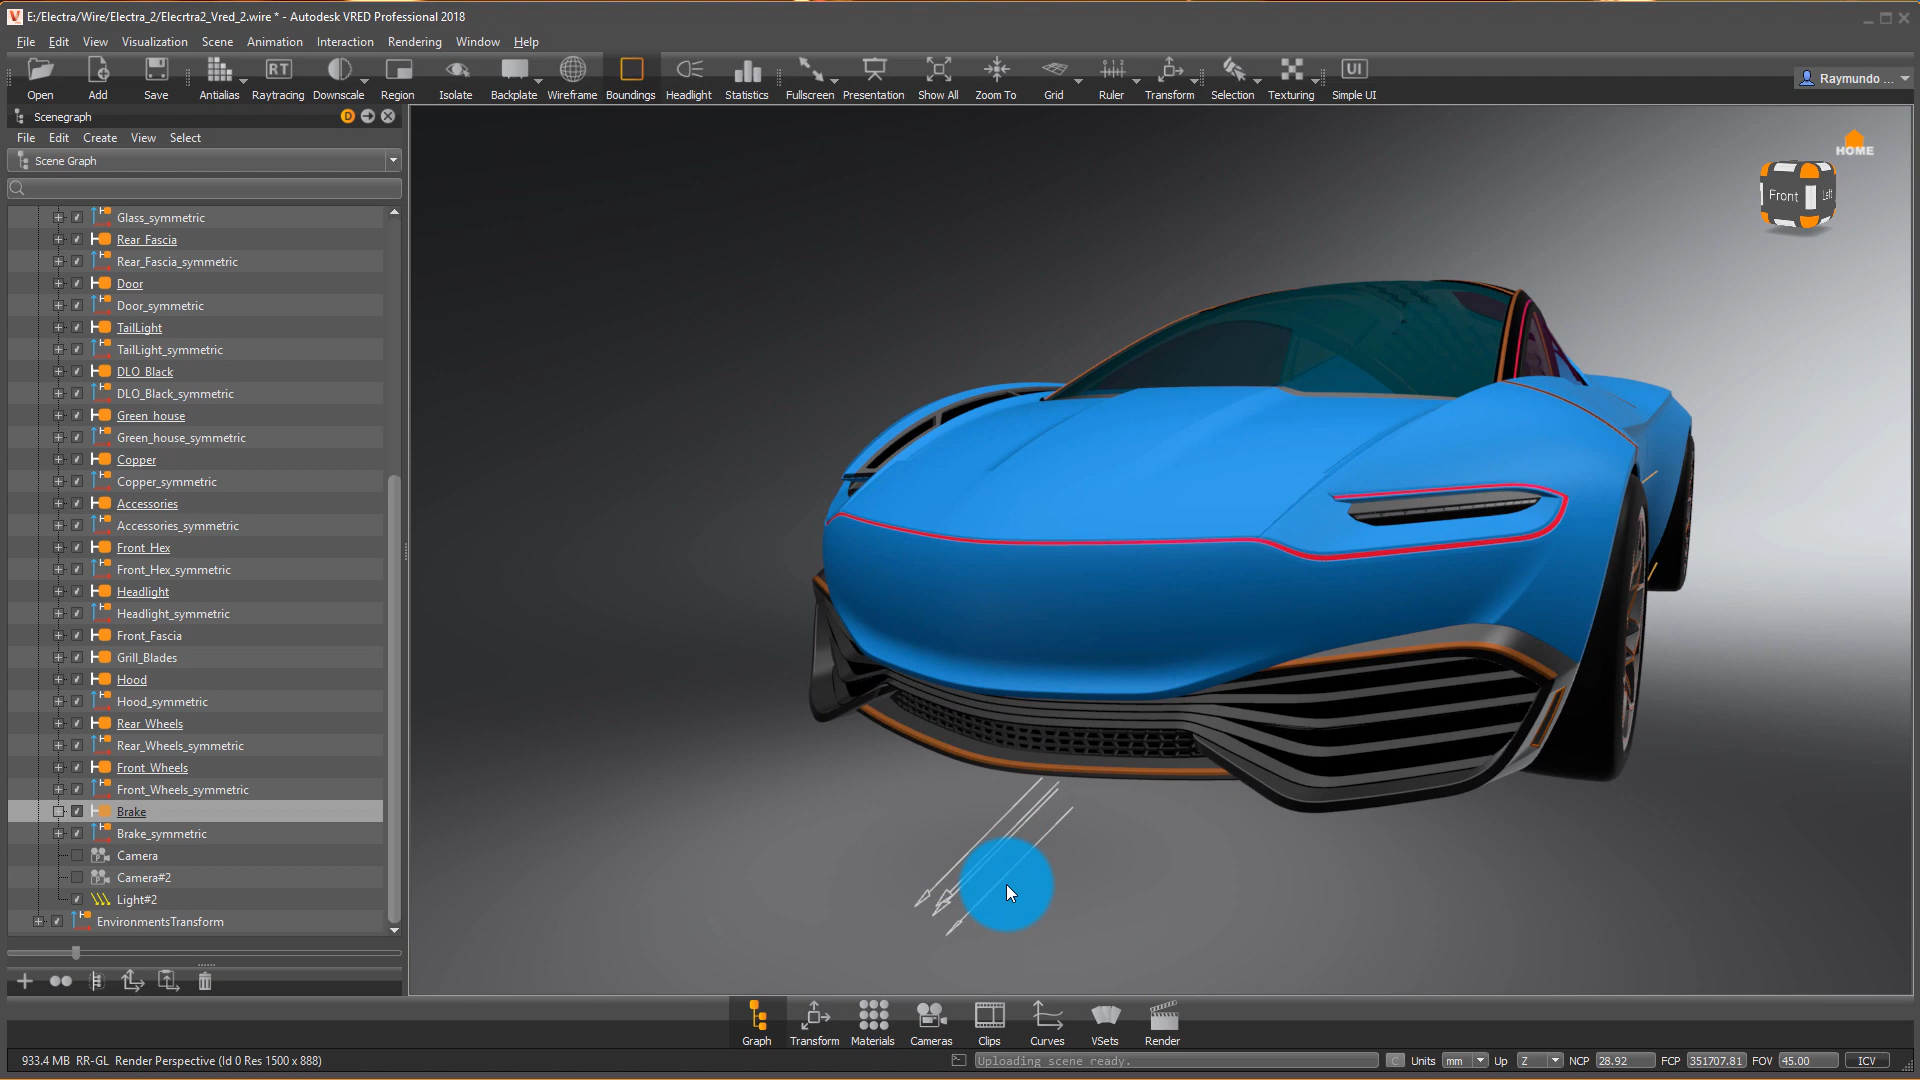 E:/Electra/Wire/Electra_2/Elecrtra2_Vred_2.wire * - Autodesk VRED Professional 2018
File Edit View Visualization Scene Animation Interaction Rendering Window Help
RT UI
Open Add Save Antialias Raytracing Downscale Region Isolate Backplate Wireframe Boundings Headlight Statistics Fullscreen Presentation Show All Zoom To Grid Ruler Transform Selection Texturing Simple UI
Raymundo ...
Scenegraph
D
File Edit Create View Select
Scene Graph
Glass_symmetric
Rear_Fascia
Rear_Fascia_symmetric
Door
Door_symmetric
TailLight
TailLight_symmetric
DLO_Black
DLO_Black_symmetric
Green_house
Green_house_symmetric
Copper
Copper_symmetric
Accessories
Accessories_symmetric
Front_Hex
Front_Hex_symmetric
Headlight
Headlight_symmetric
Front_Fascia
Grill_Blades
Hood
Hood_symmetric
Rear_Wheels
Rear_Wheels_symmetric
Front_Wheels
Front_Wheels_symmetric
Brake
Brake_symmetric
Camera
Camera#2
Light#2
EnvironmentsTransform
HOME
Front Left
Graph Transform Materials Cameras Clips Curves VSets Render
933.4 MB RR-GL Render Perspective (Id 0 Res 1500 x 888)
Uploading scene ready.
C Units mm Up Z NCP 28.92 FCP 351707.81 FOV 45.00 ICV